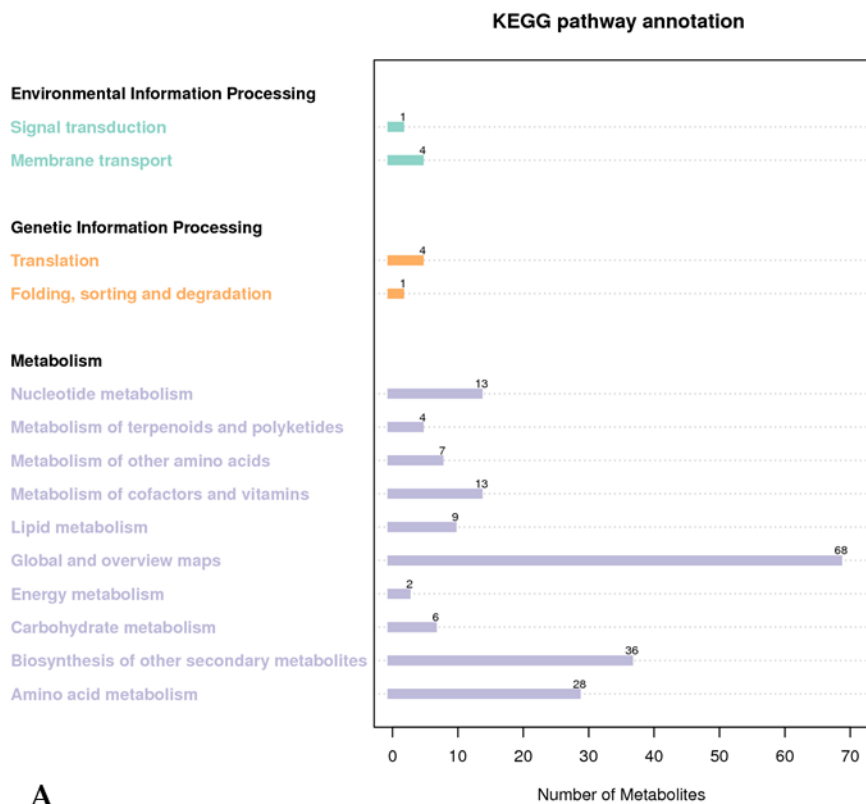 KEGG pathway annotation
Environmental Information Processing
Signal transduction 1
Membrane transport 4
Genetic Information Processing
Translation 4
Folding, sorting and degradation 1
Metabolism
Nucleotide metabolism 13
Metabolism of terpenoids and polyketides 4
Metabolism of other amino acids 7
Metabolism of cofactors and vitamins 13
Lipid metabolism 9
Global and overview maps 68
Energy metabolism 2
Carbohydrate metabolism 6
Biosynthesis of other secondary metabolites 36
Amino acid metabolism 28
0 10 20 30 40 50 60 70
A
Number of Metabolites